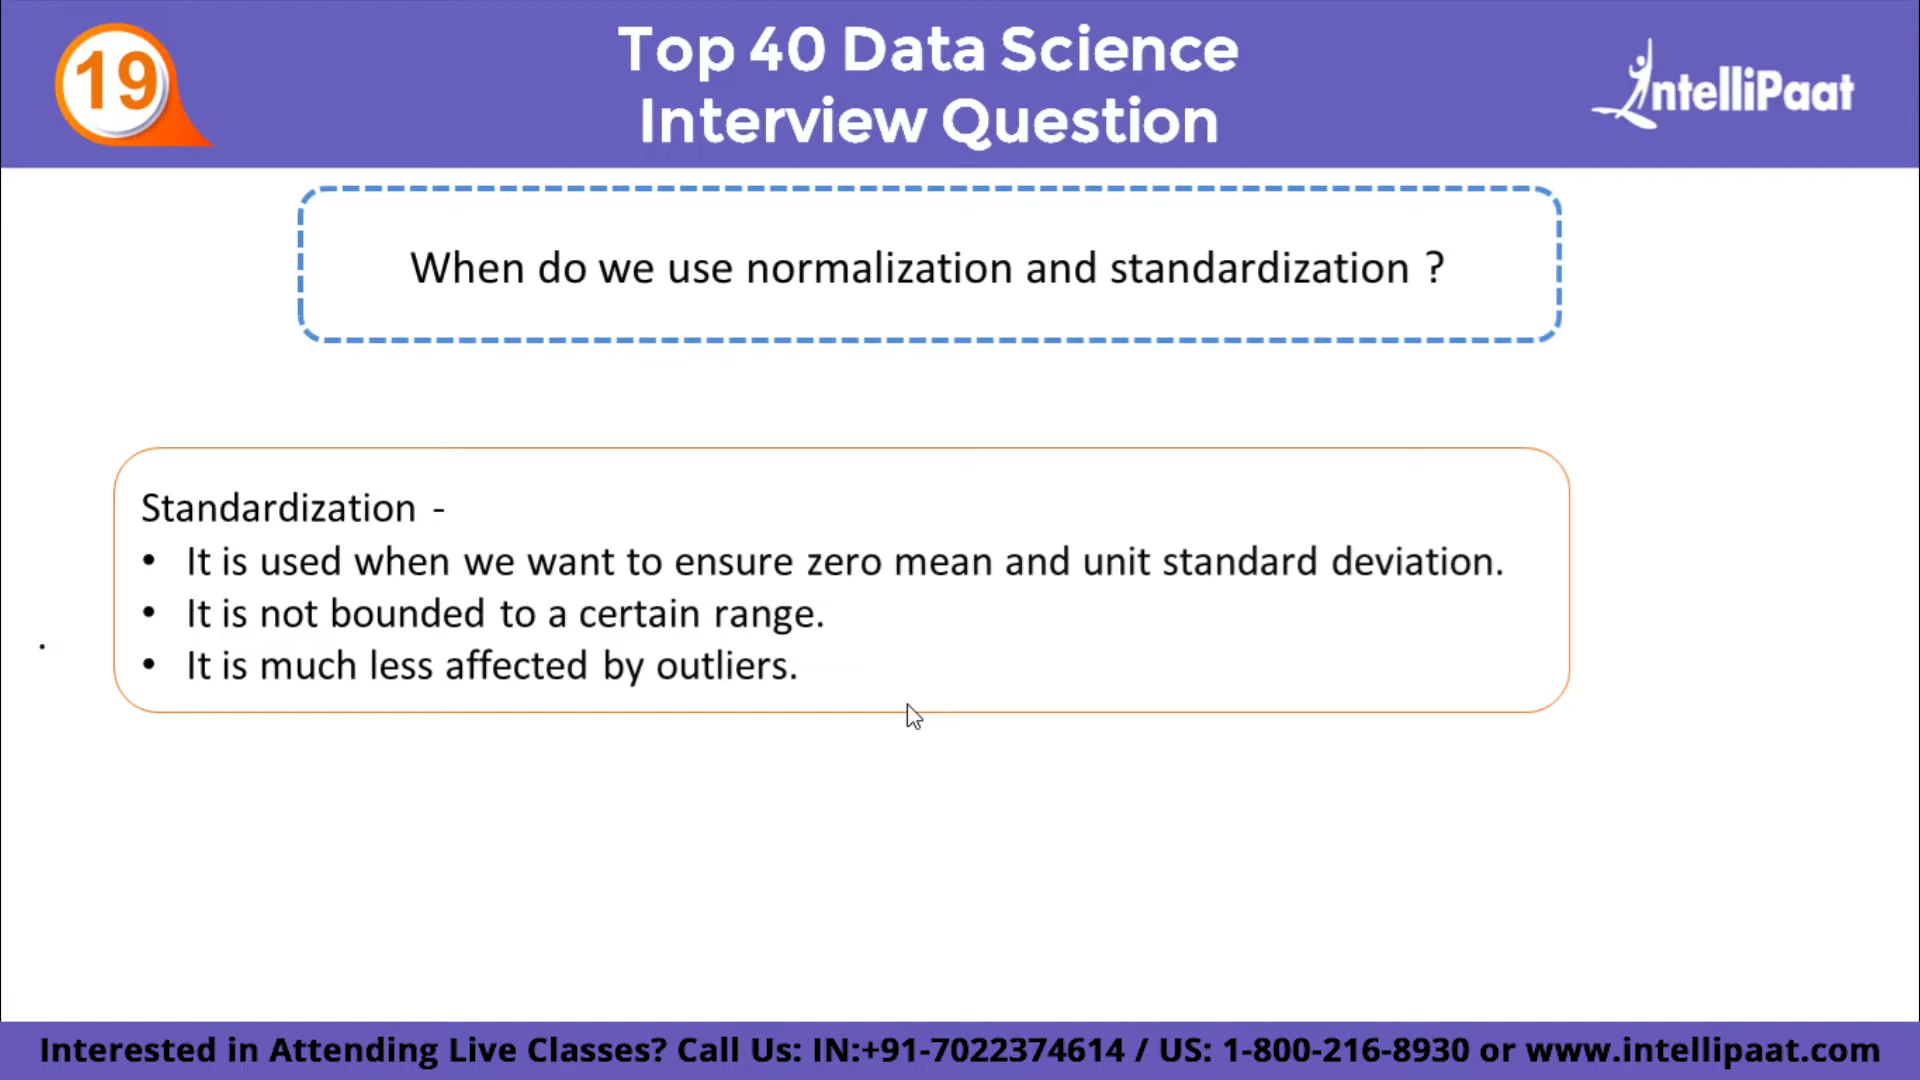 19
Top 40 Data Science
Interview Question
IntelliPaat
When do we use normalization and standardization ?
Standardization -
• It is used when we want to ensure zero mean and unit standard deviation.
• It is not bounded to a certain range.
• It is much less affected by outliers.
Interested in Attending Live Classes? Call Us: IN:+91-7022374614 / US: 1-800-216-8930 or www.intellipaat.com